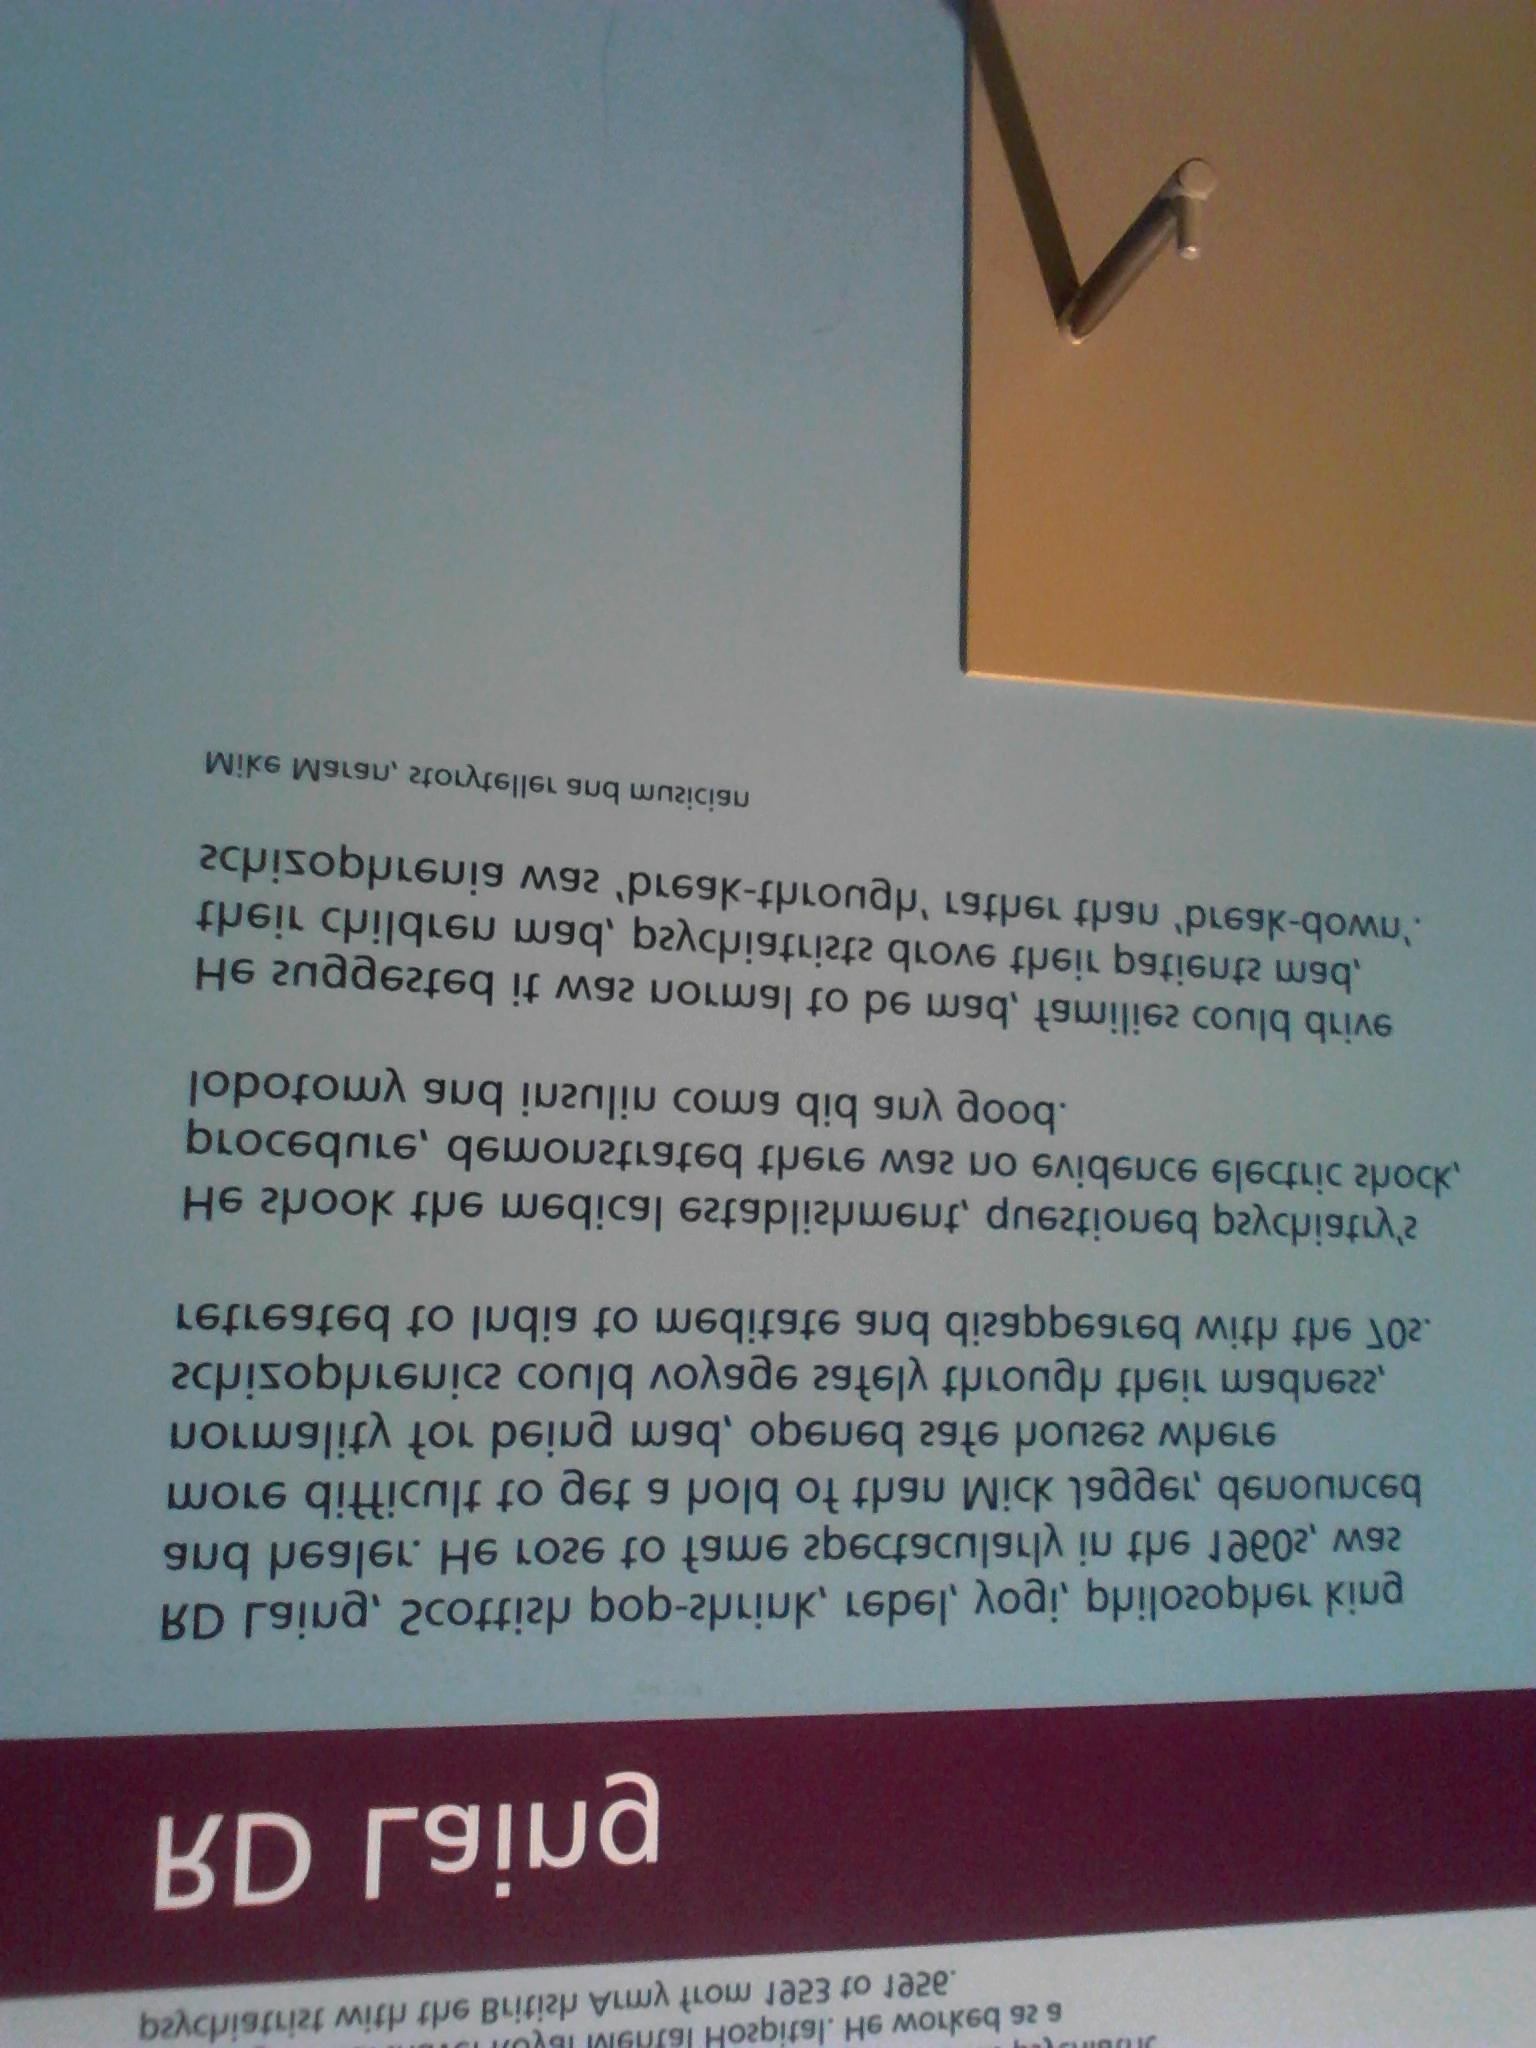 Royal Mental Hospital. He worked as a
psychiatrist with the British Army from 1953 to 1956.
RD Laing
RD Laing, Scottish pop-shrink, rebel, yogi, philosopher king
and healer. He rose to fame spectacularly in the 1960s, was
more difficult to get a hold of than Mick Jagger, denounced
normality for being mad, opened safe houses where
schizophrenics could voyage safely through their madness,
retreated to India to meditate and disappeared with the 70s.
He shook the medical establishment, questioned psychiatry's
procedure, demonstrated there was no evidence electric shock,
lobotomy and insulin coma did any good.
He suggested it was normal to be mad, families could drive
their children mad, psychiatrists drove their patients mad,
schizophrenia was 'break-through' rather than 'break-down'.
Mike Maran, storyteller and musician